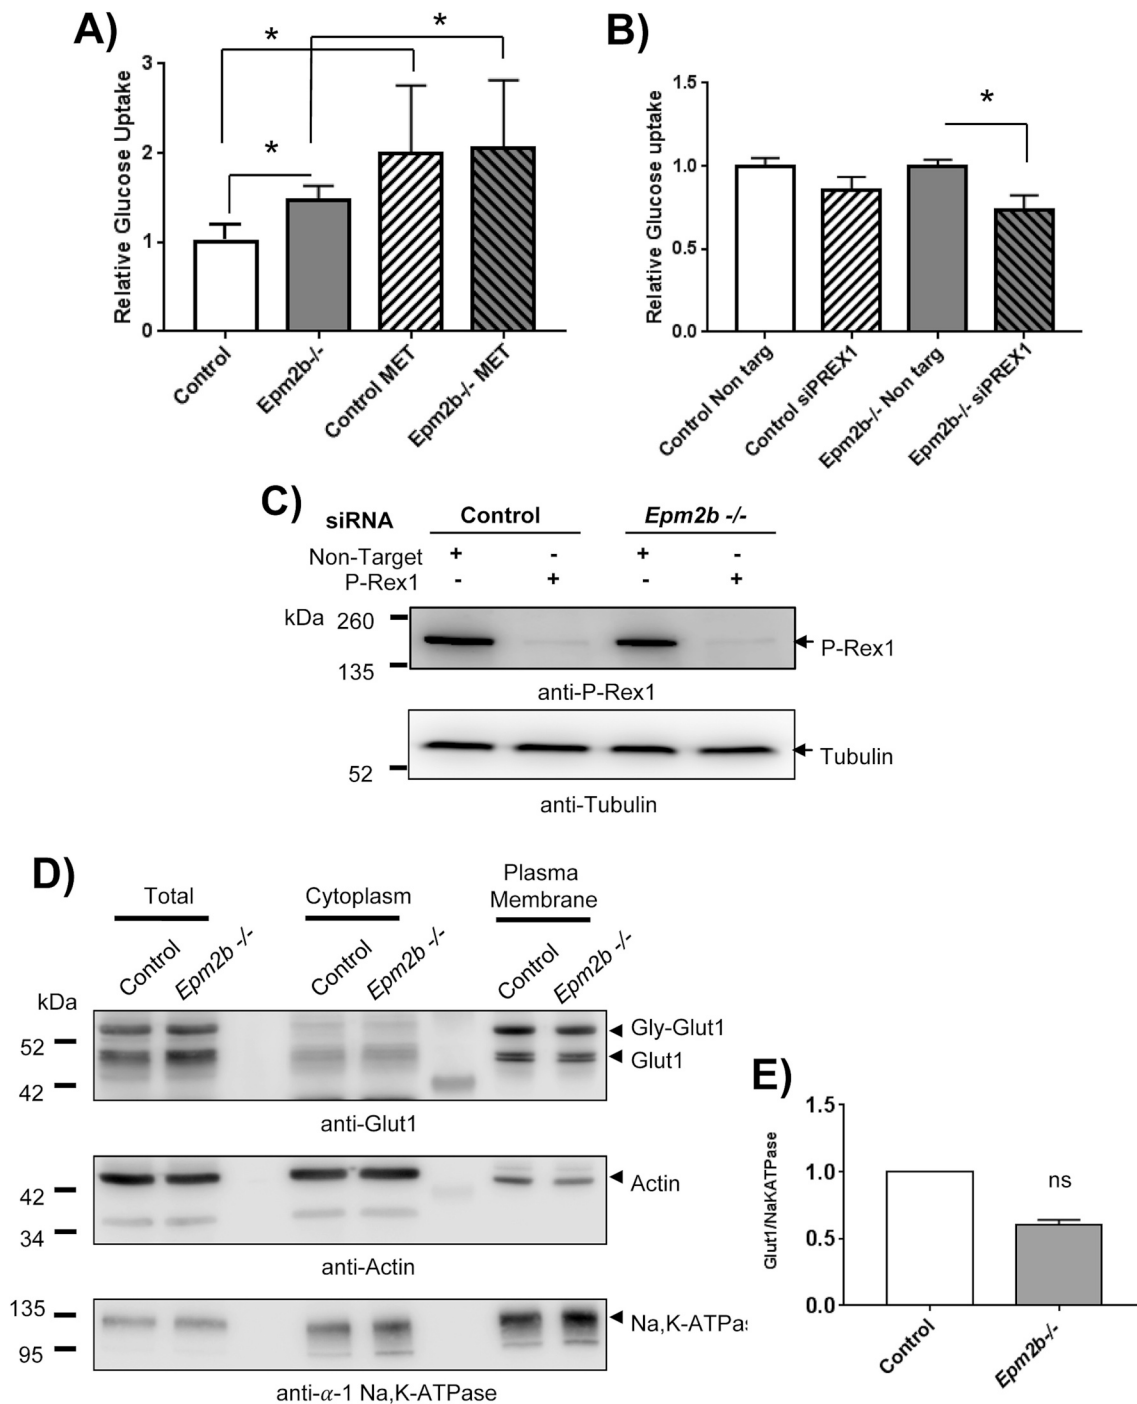 A)
*
*
*
Relative Glucose Uptake
3
2
1
0
Control
Epm2b-/-
Control MET
Epm2b-/- MET
B)
*
Relative Glucose uptake
1.5
1.0
0.5
0.0
Control Non targ
Control siPREX1
Epm2b-/- Non targ
Epm2b-/- siPREX1
C)
siRNA Control Epm2b -/-
Non-Target + - + -
P-Rex1 - + - +
kDa 260
135
P-Rex1
anti-P-Rex1
52
Tubulin
anti-Tubulin
D)
Total Cytoplasm Plasma Membrane
Control Epm2b -/- Control Epm2b -/- Control Epm2b -/-
kDa
52
42
Gly-Glut1
Glut1
anti-Glut1
42
34
Actin
anti-Actin
135
95
Na,K-ATPas
anti-α-1 Na,K-ATPase
E)
Glut1/NaKATPase
1.5
1.0
0.5
0.0
ns
Control
Epm2b-/-